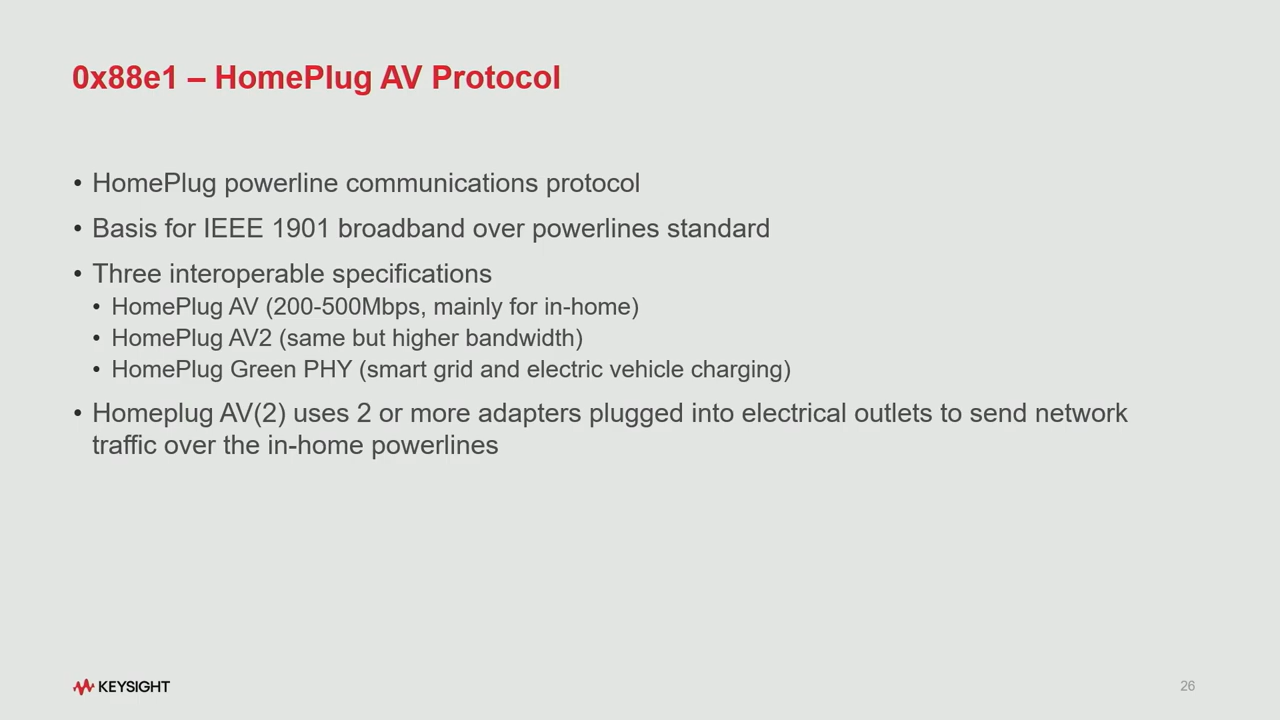 0x88e1 – HomePlug AV Protocol
• HomePlug powerline communications protocol
• Basis for IEEE 1901 broadband over powerlines standard
• Three interoperable specifications
• HomePlug AV (200-500Mbps, mainly for in-home)
• HomePlug AV2 (same but higher bandwidth)
• HomePlug Green PHY (smart grid and electric vehicle charging)
• Homeplug AV(2) uses 2 or more adapters plugged into electrical outlets to send network
traffic over the in-home powerlines
KEYSIGHT
26